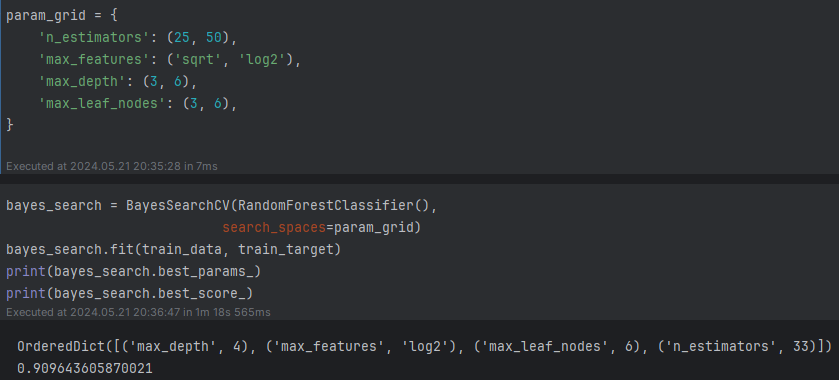 param_grid = {
    'n_estimators': (25, 50),
    'max_features': ('sqrt', 'log2'),
    'max_depth': (3, 6),
    'max_leaf_nodes': (3, 6),
}
Executed at 2024.05.21 20:35:28 in 7ms
bayes_search = BayesSearchCV(RandomForestClassifier(),
                             search_spaces=param_grid)
bayes_search.fit(train_data, train_target)
print(bayes_search.best_params_)
print(bayes_search.best_score_)
Executed at 2024.05.21 20:36:47 in 1m 18s 565ms
OrderedDict([('max_depth', 4), ('max_features', 'log2'), ('max_leaf_nodes', 6), ('n_estimators', 33)])
0.909643605870021